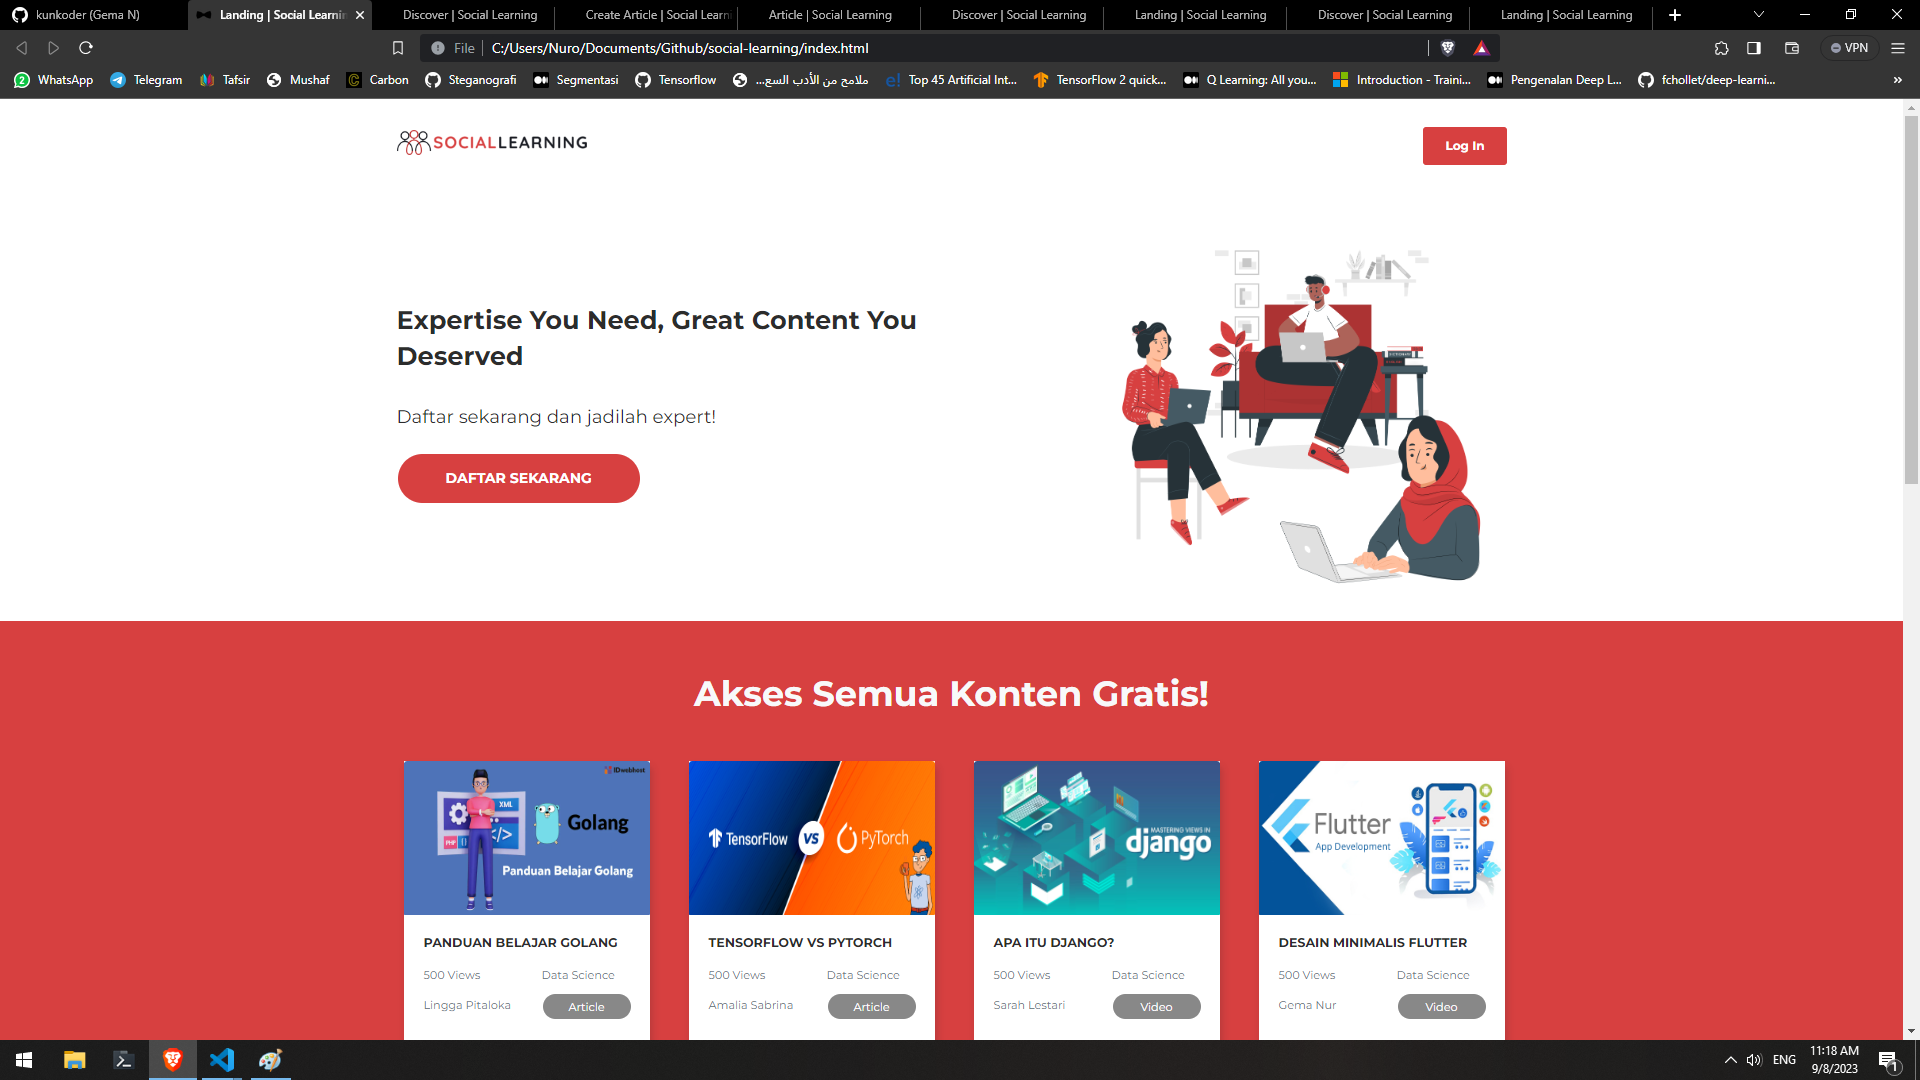 kunkoder (Gema N)
Landing | Social Learnin
Discover | Social Learning
Create Article | Social Learn
Article | Social Learning
Discover | Social Learning
Landing | Social Learning
Discover | Social Learning
Landing | Social Learning
File
C:/Users/Nuro/Documents/Github/social-learning/index.html
VPN
WhatsApp
Telegram
Tafsir
Mushaf
Carbon
Steganografi
Segmentasi
Tensorflow
ملامح من الأدب السع...
Top 45 Artificial Int...
TensorFlow 2 quick...
Q Learning: All you...
Introduction - Traini...
Pengenalan Deep L...
fchollet/deep-learni...
SOCIALLEARNING
Log In
Expertise You Need, Great Content You
Deserved
Daftar sekarang dan jadilah expert!
DAFTAR SEKARANG
Akses Semua Konten Gratis!
IDwebhost
XML
PHP
Golang
Panduan Belajar Golang
TensorFlow
VS
PyTorch
MASTERING VIEWS IN
django
Flutter
App Development
PANDUAN BELAJAR GOLANG
500 Views
Data Science
Lingga Pitaloka
Article
TENSORFLOW VS PYTORCH
500 Views
Data Science
Amalia Sabrina
Article
APA ITU DJANGO?
500 Views
Data Science
Sarah Lestari
Video
DESAIN MINIMALIS FLUTTER
500 Views
Data Science
Gema Nur
Video
ENG
11:18 AM
9/8/2023
1